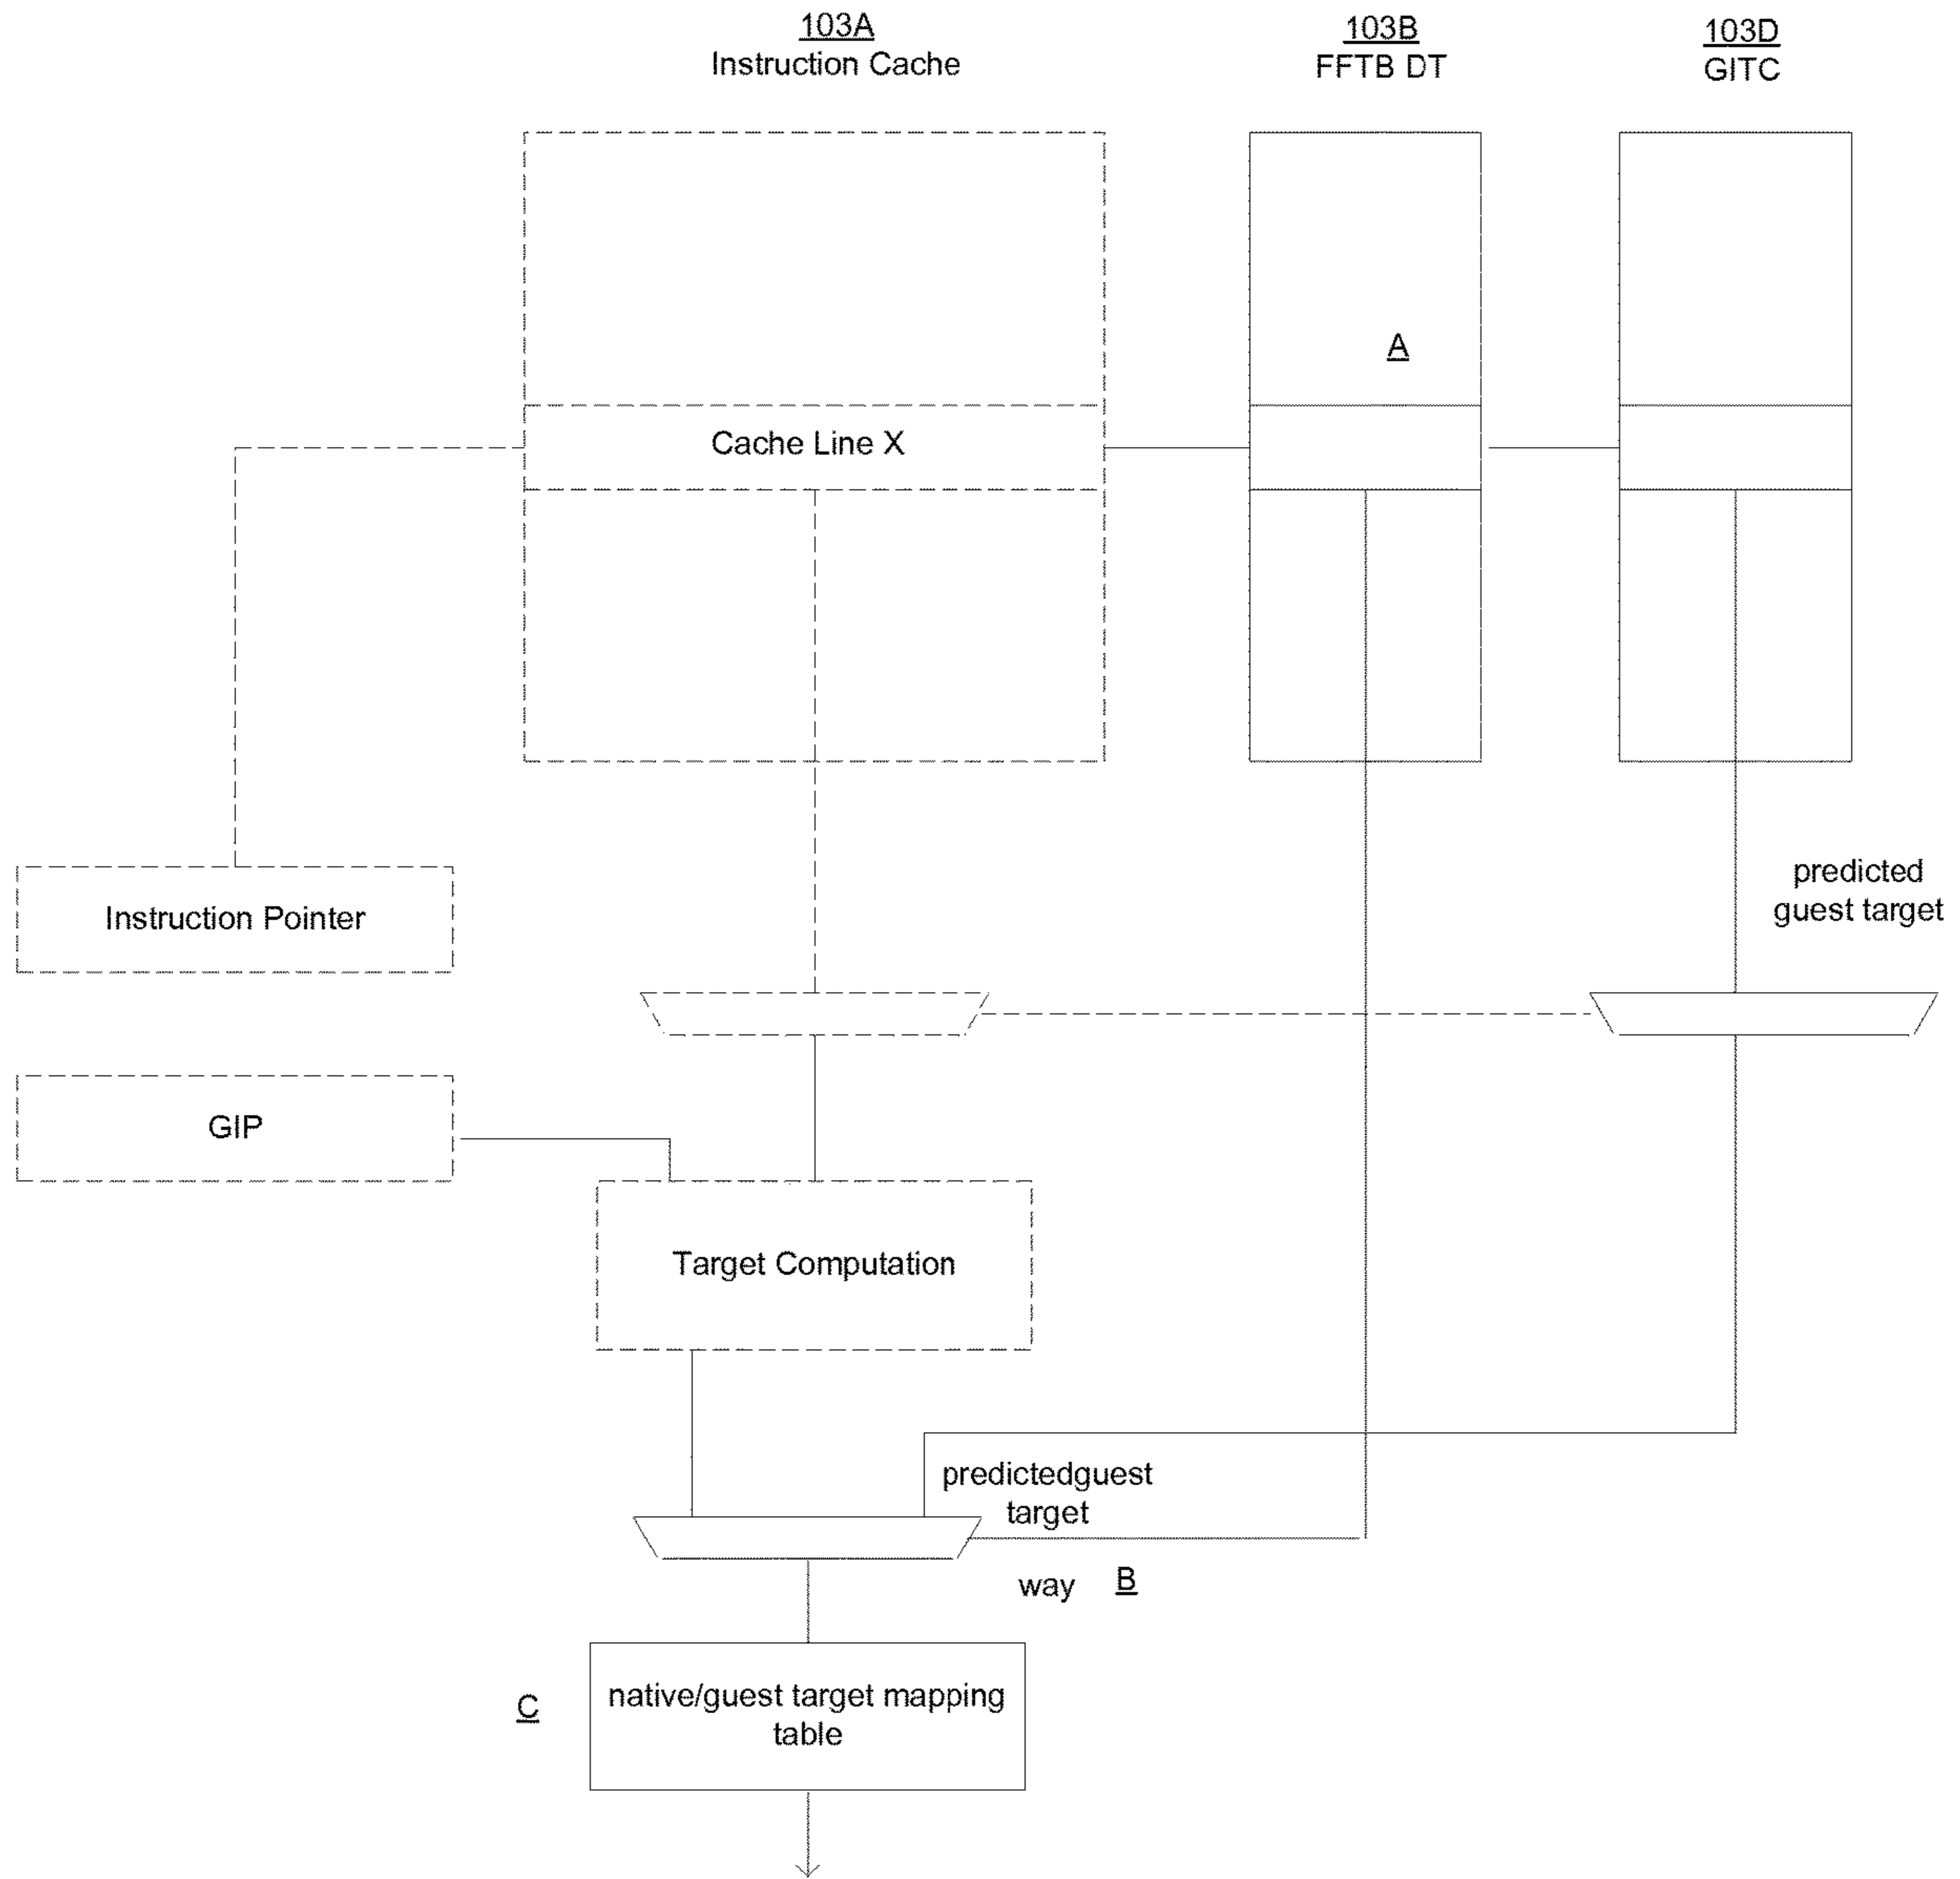 103A
Instruction Cache
103B
FFTB DT
103D
GITC
A
Cache Line X
predicted
guest target
Instruction Pointer
GIP
Target Computation
predictedguest
target
way
B
C
native/guest target mapping
table